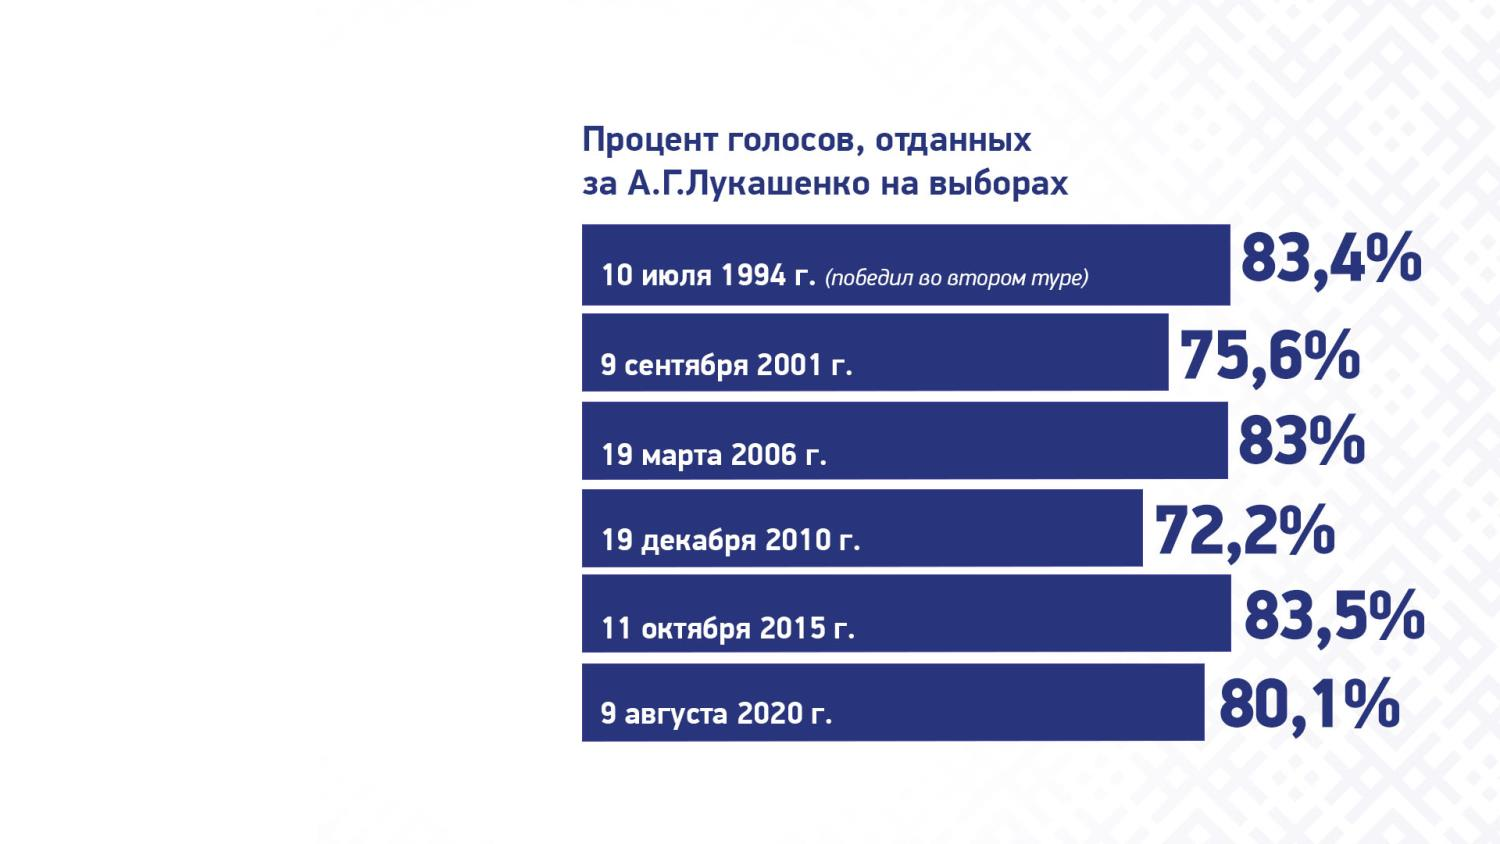 Процент голосов, отданных
за А.Г.Лукашенко на выборах
10 июля 1994 г. (победил во втором туре) 83,4%
9 сентября 2001 г. 75,6%
19 марта 2006 г. 83%
19 декабря 2010 г. 72,2%
11 октября 2015 г. 83,5%
9 августа 2020 г. 80,1%